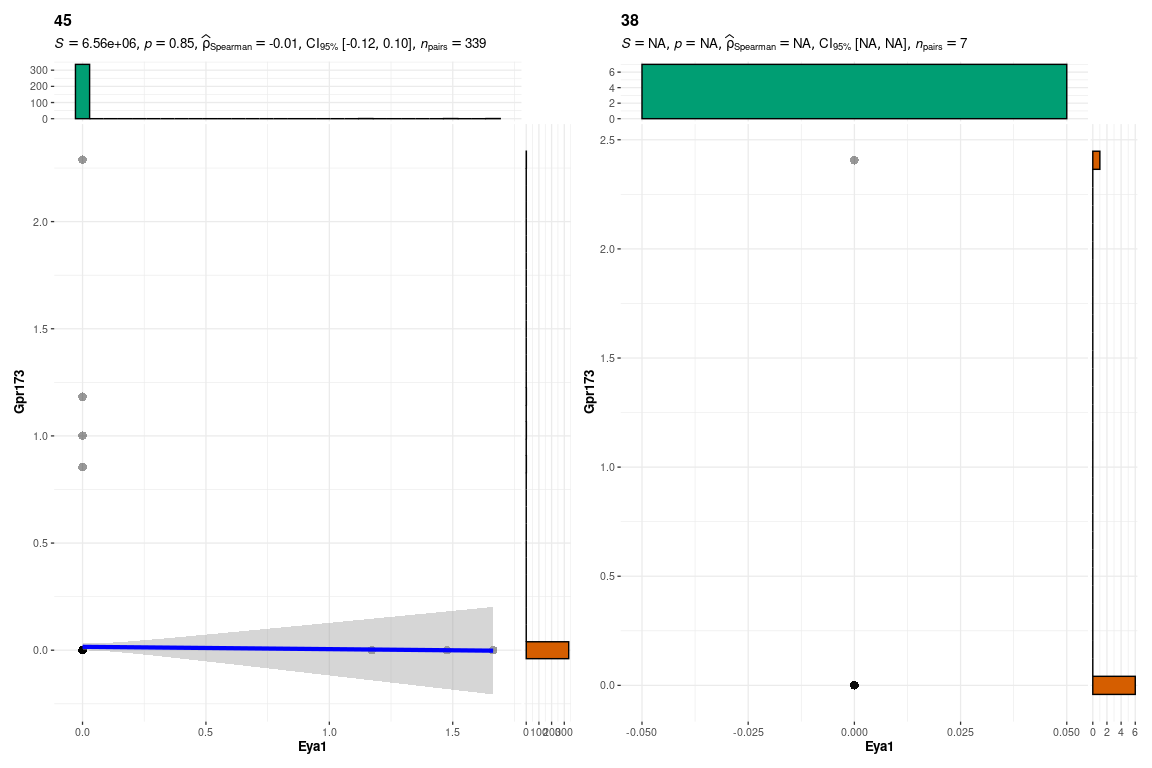 45
S = 6.56e+06, p = 0.85, ρ̂Spearman = -0.01, CI95% [-0.12, 0.10], npairs = 339
300
200
100
0
2.0
1.5
1.0
0.5
0.0
Gpr173
0.0 0.5 1.0 1.5 0 100 200 300
Eya1
38
S = NA, p = NA, ρ̂Spearman = NA, CI95% [NA, NA], npairs = 7
6
4
2
0
2.5
2.0
1.5
1.0
0.5
0.0
Gpr173
-0.050 -0.025 0.000 0.025 0.050 0 2 4 6
Eya1